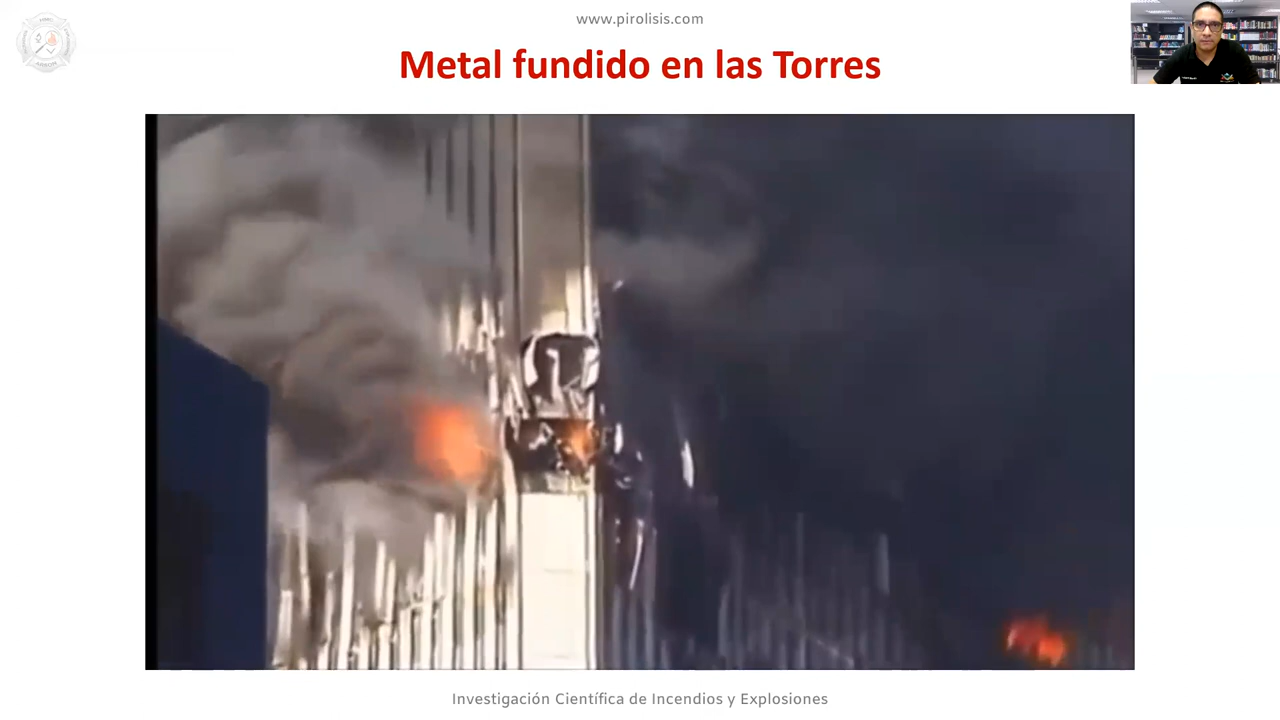 www.pirolisis.com
Metal fundido en las Torres
Investigación Científica de Incendios y Explosiones